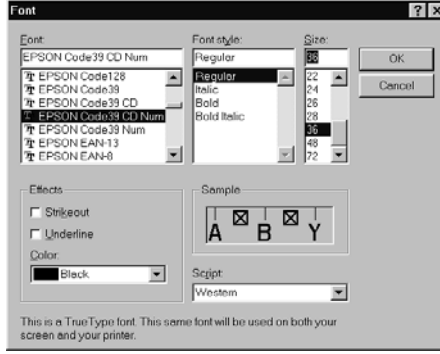 Font
Font:
EPSON Code39 CD Num
EPSON Code128
EPSON Code39
EPSON Code39 CD
EPSON Code39 CD Num
EPSON Code39 Num
EPSON EAN-13
EPSON EAN-8
Font style:
Regular
Regular
Italic
Bold
Bold Italic
Size:
36
22
24
26
28
36
48
72
OK
Cancel
Effects
Strikeout
Underline
Color:
Black
Sample
A B Y
Script:
Western
This is a TrueType font. This same font will be used on both your
screen and your printer.